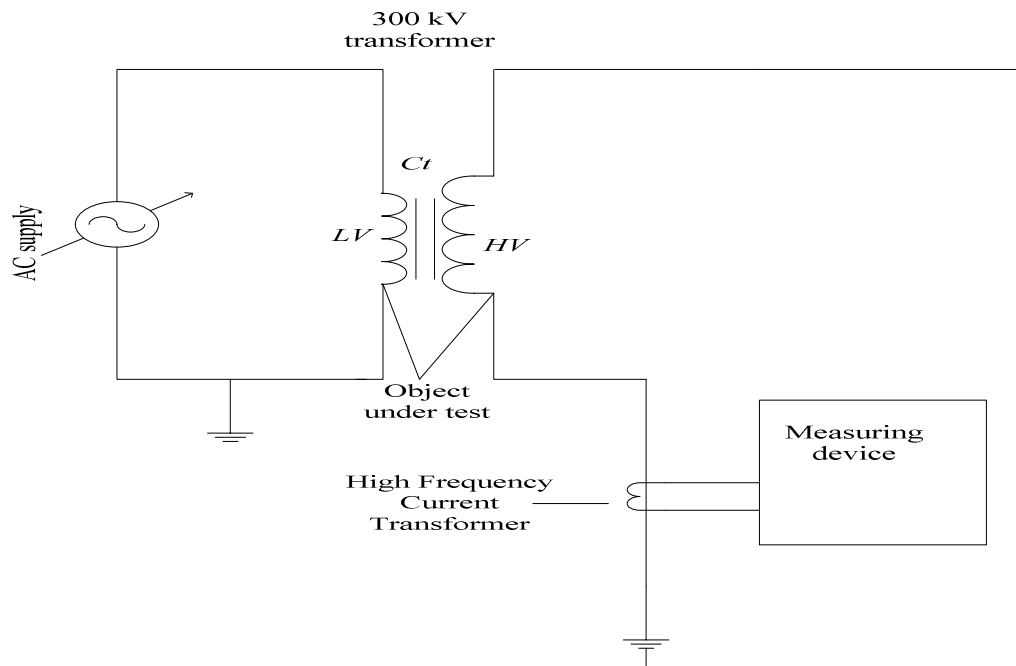 300 kV
transformer
Ct
LV
HV
AC supply
Object
under test
Measuring
device
High Frequency
Current
Transformer